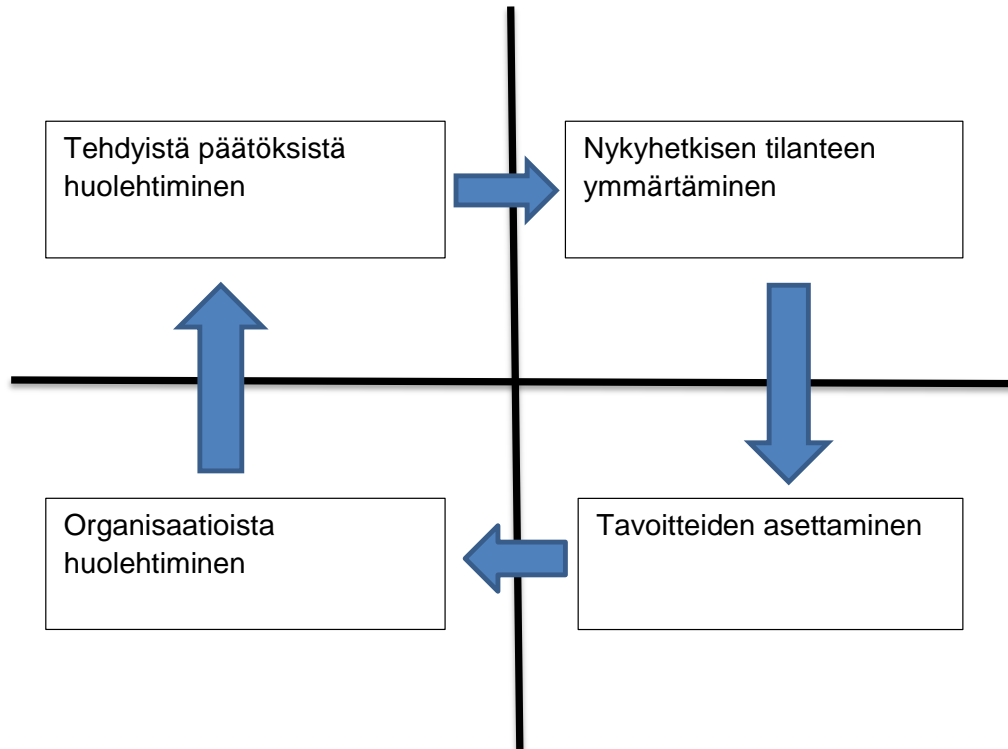 Tehdyistä päätöksistä
huolehtiminen
Nykyhetkisen tilanteen
ymmärtäminen
Organisaatioista
huolehtiminen
Tavoitteiden asettaminen